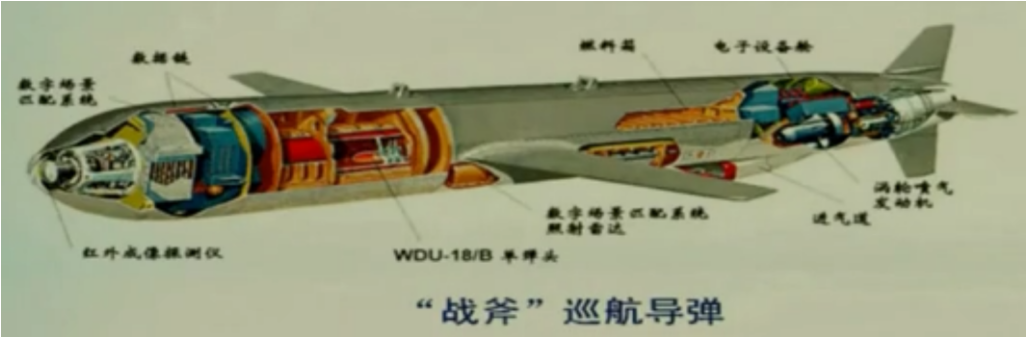 数据链
燃料箱
电子设备舱
数字场景
匹配系统
涡轮喷气
发动机
数字场景匹配系统
照射雷达
进气道
红外成像探测仪
WDU-18/B 单弹头
“战斧”巡航导弹